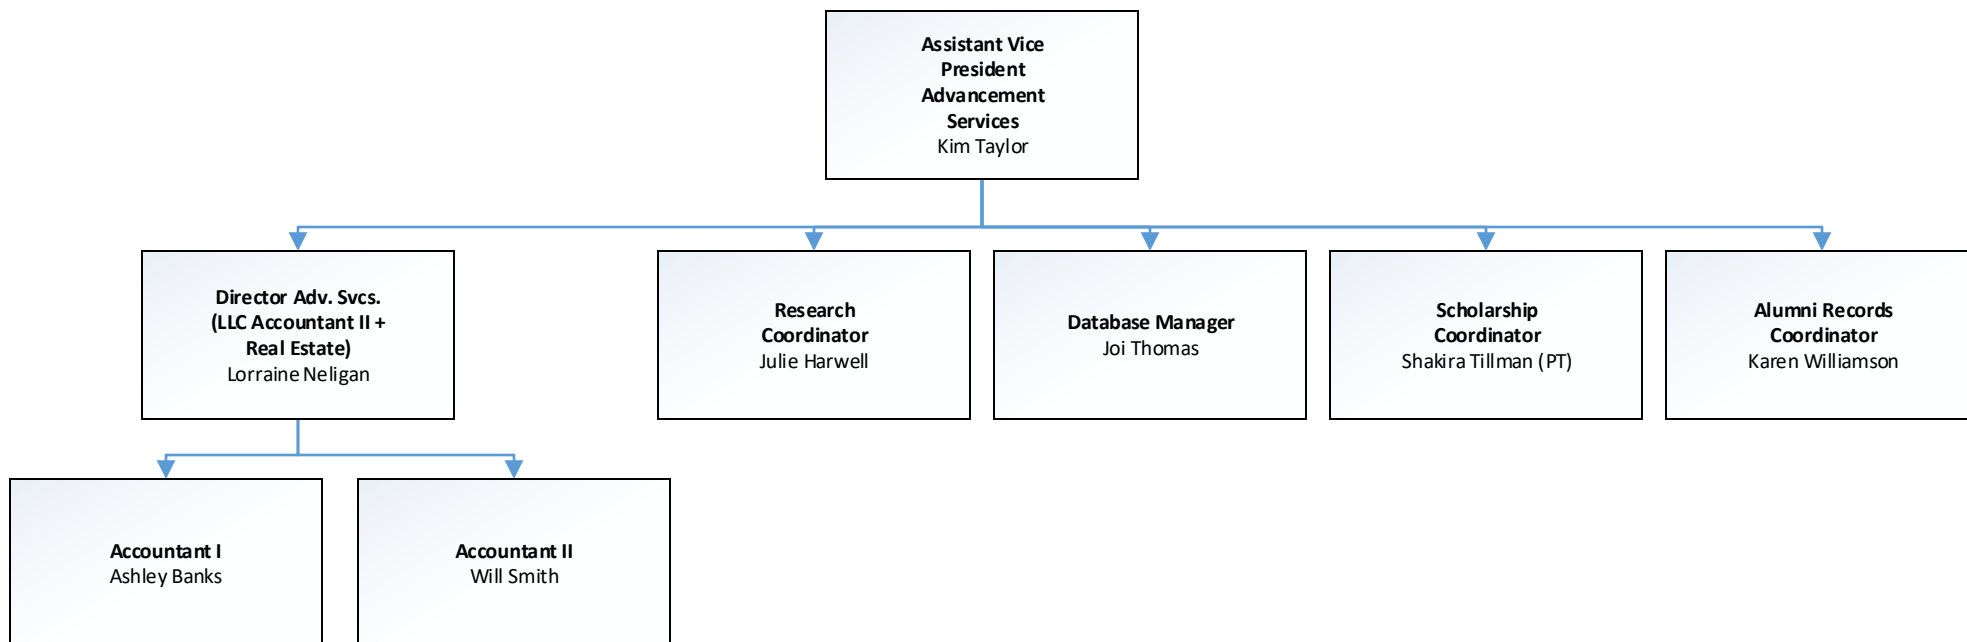 Assistant Vice
President
Advancement
Services
Kim Taylor
Director Adv. Svcs.
(LLC Accountant II +
Real Estate)
Lorraine Neligan
Research
Coordinator
Julie Harwell
Database Manager
Joi Thomas
Scholarship
Coordinator
Shakira Tillman (PT)
Alumni Records
Coordinator
Karen Williamson
Accountant I
Ashley Banks
Accountant II
Will Smith